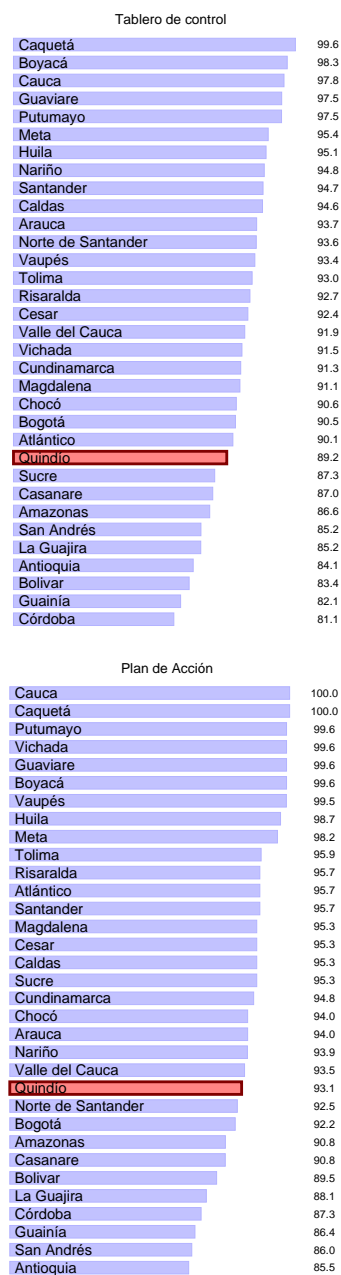 Tablero de control
Caquetá 99.6
Boyacá 98.3
Cauca 97.8
Guaviare 97.5
Putumayo 97.5
Meta 95.4
Huila 95.1
Nariño 94.8
Santander 94.7
Caldas 94.6
Arauca 93.7
Norte de Santander 93.6
Vaupés 93.4
Tolima 93.0
Risaralda 92.7
Cesar 92.4
Valle del Cauca 91.9
Vichada 91.5
Cundinamarca 91.3
Magdalena 91.1
Chocó 90.6
Bogotá 90.5
Atlántico 90.1
Quindío 89.2
Sucre 87.3
Casanare 87.0
Amazonas 86.6
San Andrés 85.2
La Guajira 85.2
Antioquia 84.1
Bolivar 83.4
Guainía 82.1
Córdoba 81.1
Plan de Acción
Cauca 100.0
Caquetá 100.0
Putumayo 99.6
Vichada 99.6
Guaviare 99.6
Boyacá 99.6
Vaupés 99.5
Huila 98.7
Meta 98.2
Tolima 95.9
Risaralda 95.7
Atlántico 95.7
Santander 95.7
Magdalena 95.3
Cesar 95.3
Caldas 95.3
Sucre 95.3
Cundinamarca 94.8
Chocó 94.0
Arauca 94.0
Nariño 93.9
Valle del Cauca 93.5
Quindío 93.1
Norte de Santander 92.5
Bogotá 92.2
Amazonas 90.8
Casanare 90.8
Bolivar 89.5
La Guajira 88.1
Córdoba 87.3
Guainía 86.4
San Andrés 86.0
Antioquia 85.5